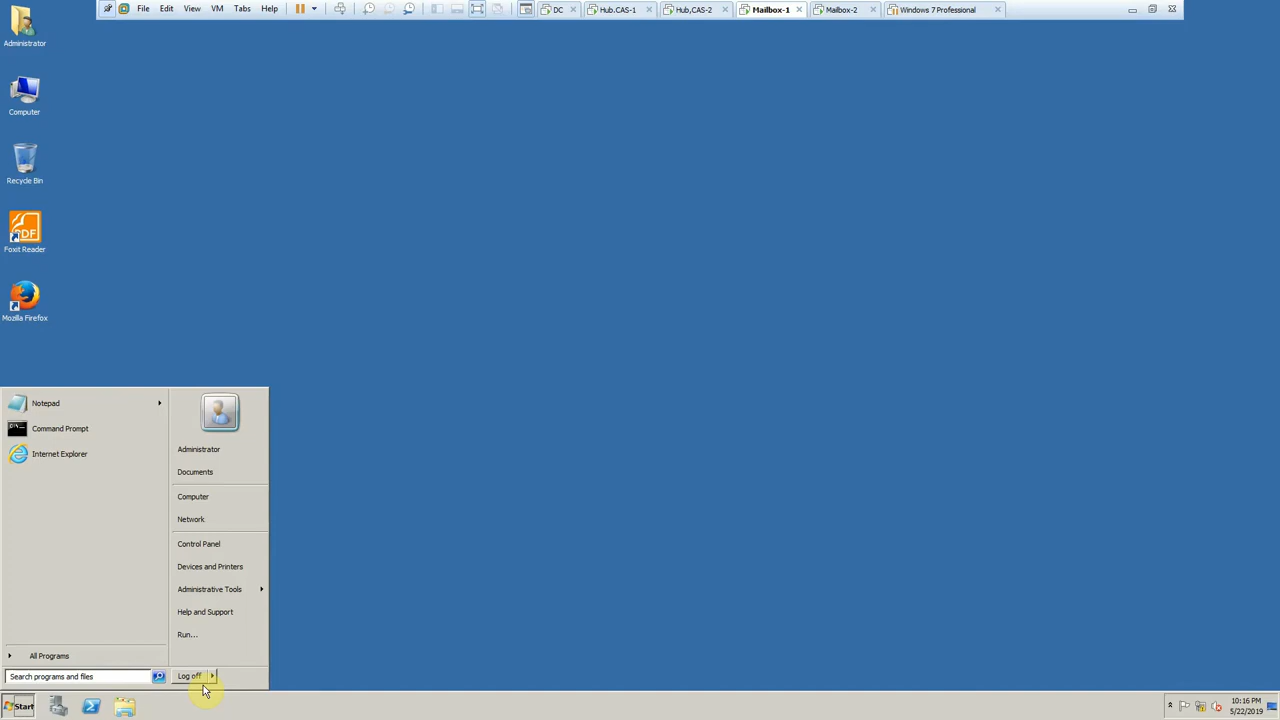 File Edit View VM Tabs Help DC Hub.CAS-1 Hub,CAS-2 Mailbox-1 Mailbox-2 Windows 7 Professional
Administrator
Computer
Recycle Bin
Foxit Reader
Mozilla Firefox
Notepad
Command Prompt
Internet Explorer
All Programs
Search programs and files
Administrator
Documents
Computer
Network
Control Panel
Devices and Printers
Administrative Tools
Help and Support
Run...
Log off
Start
10:16 PM
5/22/2019